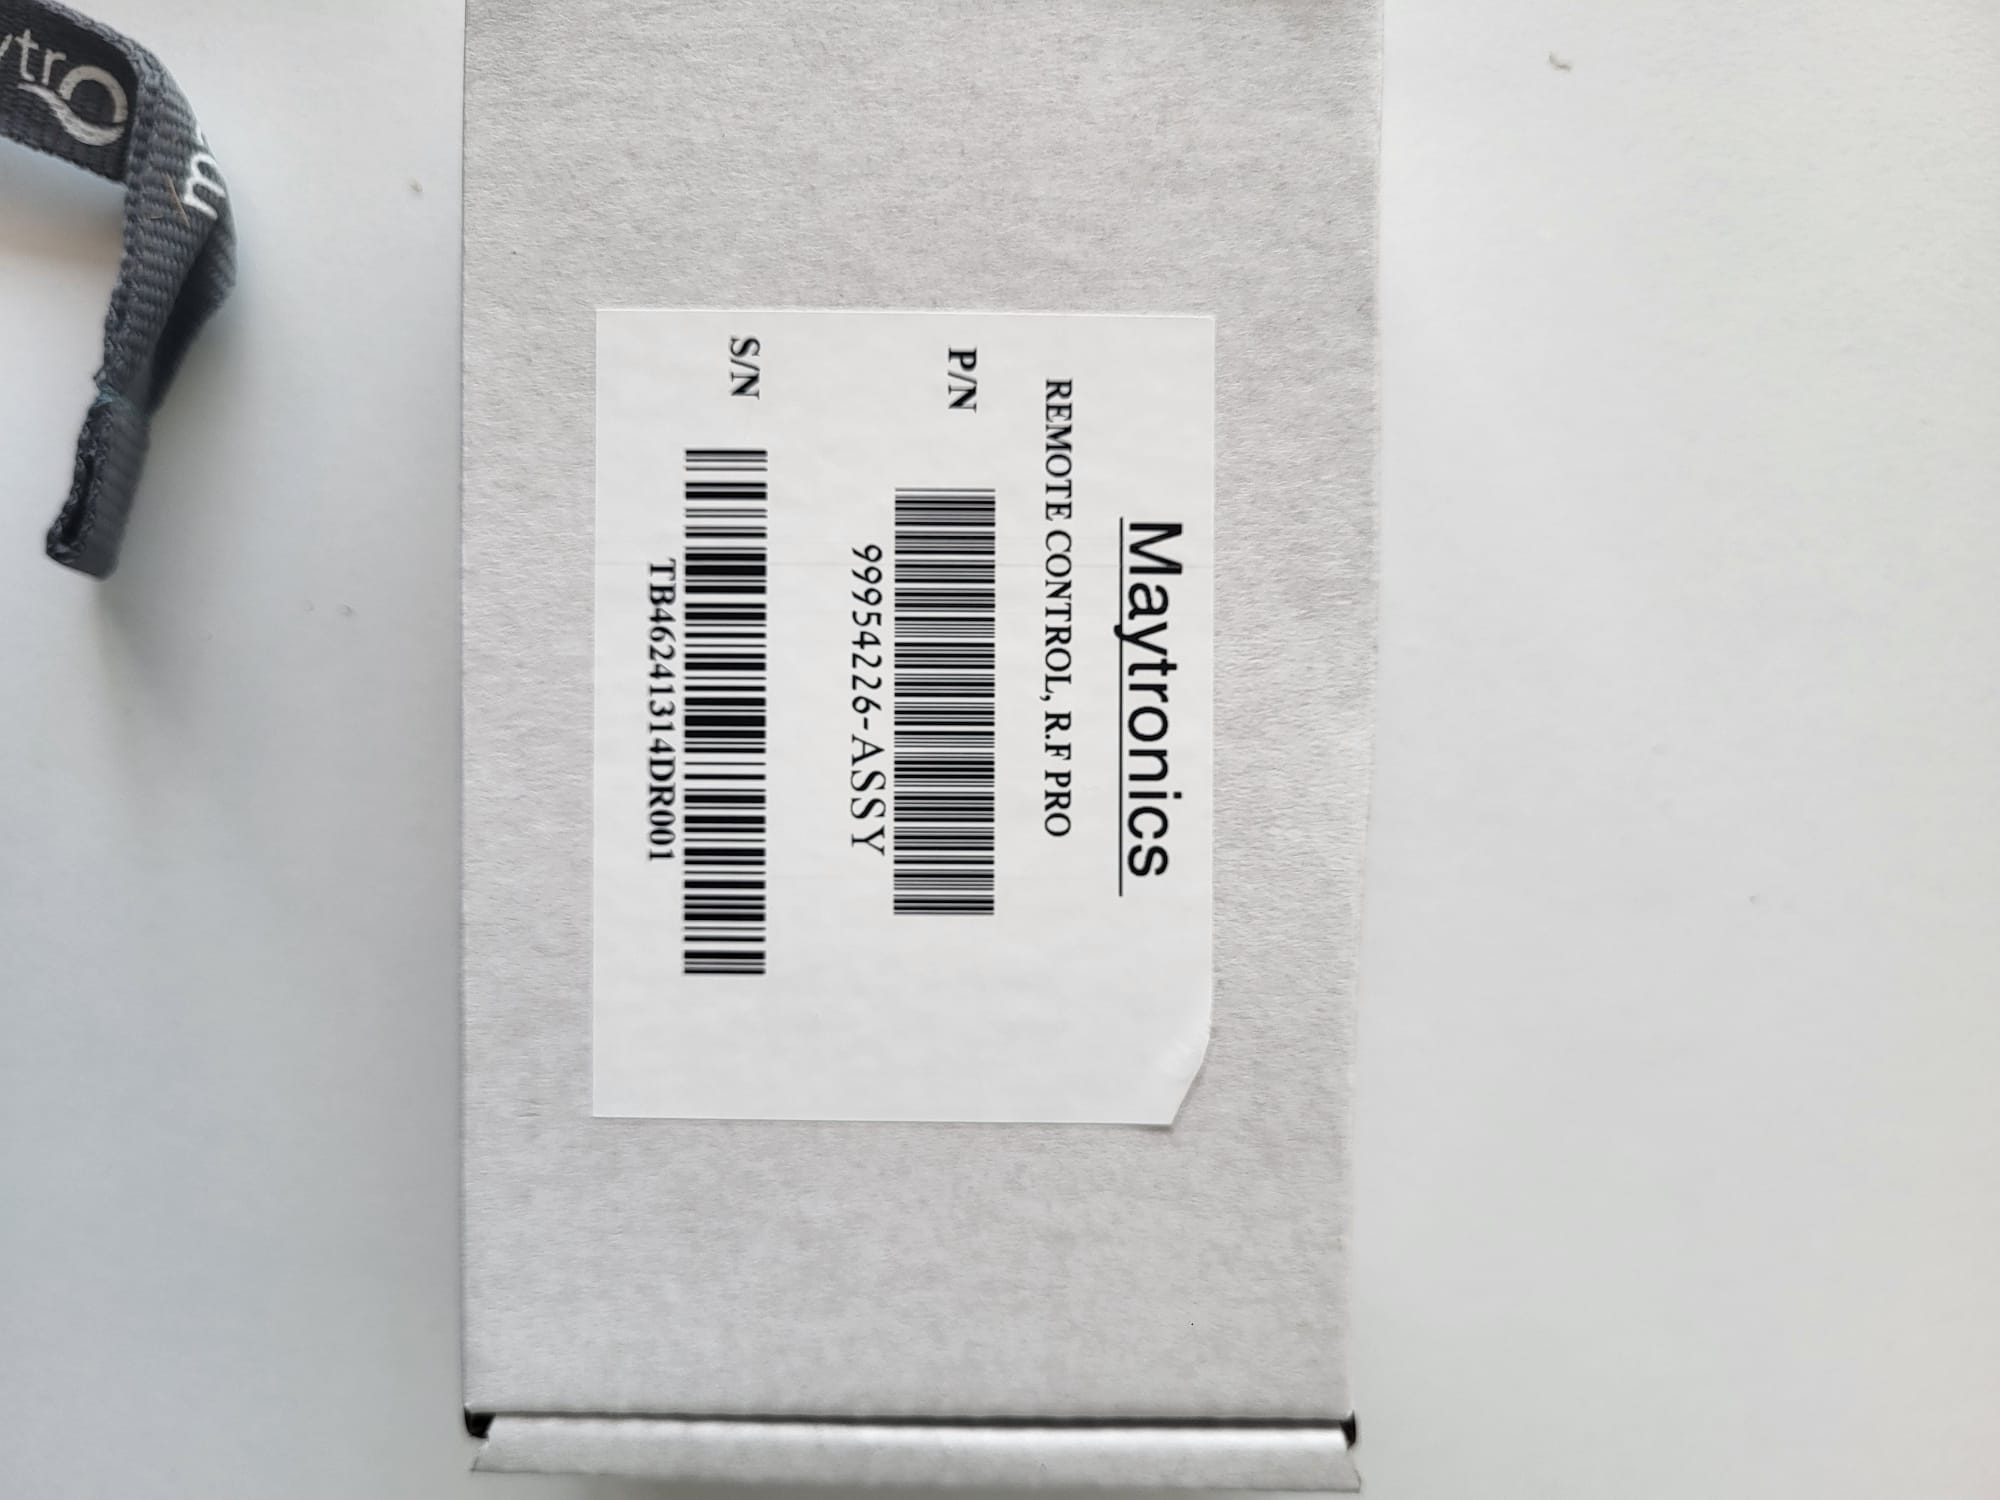 Maytronics
REMOTE CONTROL, R.F PRO
P/N
99954226-ASSY
S/N
TB46241314DR001